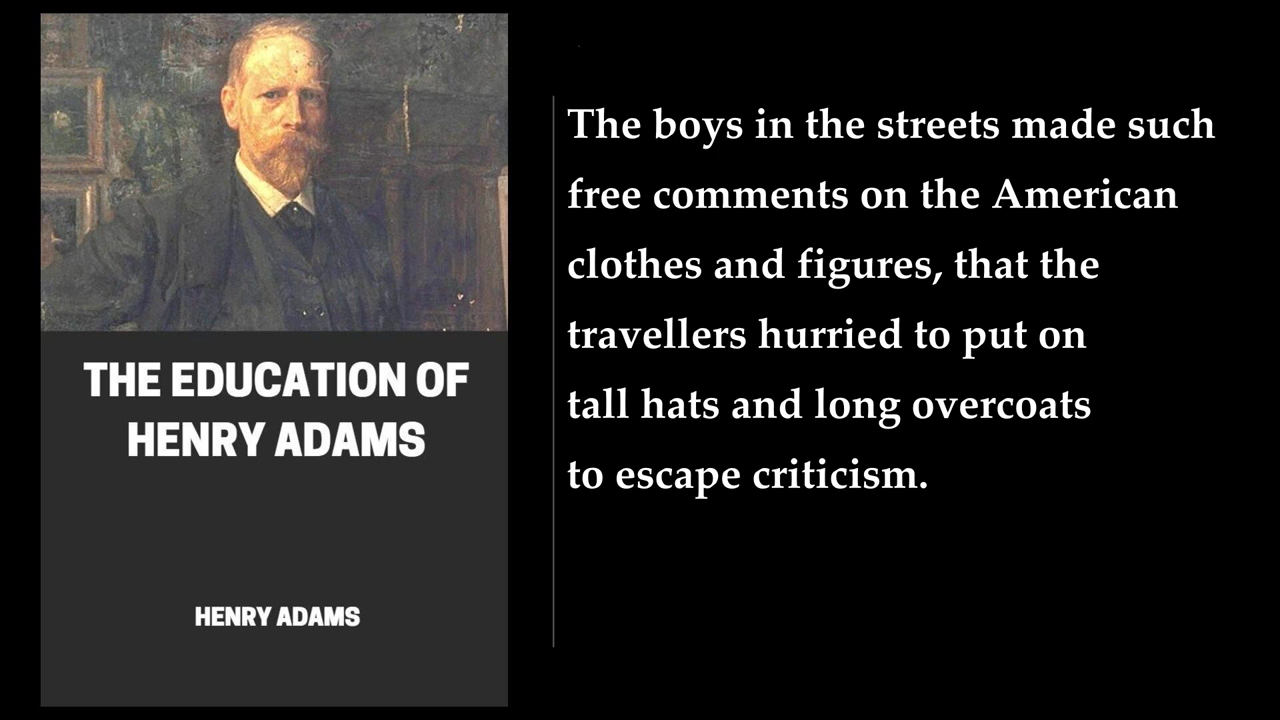 THE EDUCATION OF
HENRY ADAMS
HENRY ADAMS
The boys in the streets made such
free comments on the American
clothes and figures, that the
travellers hurried to put on
tall hats and long overcoats
to escape criticism.